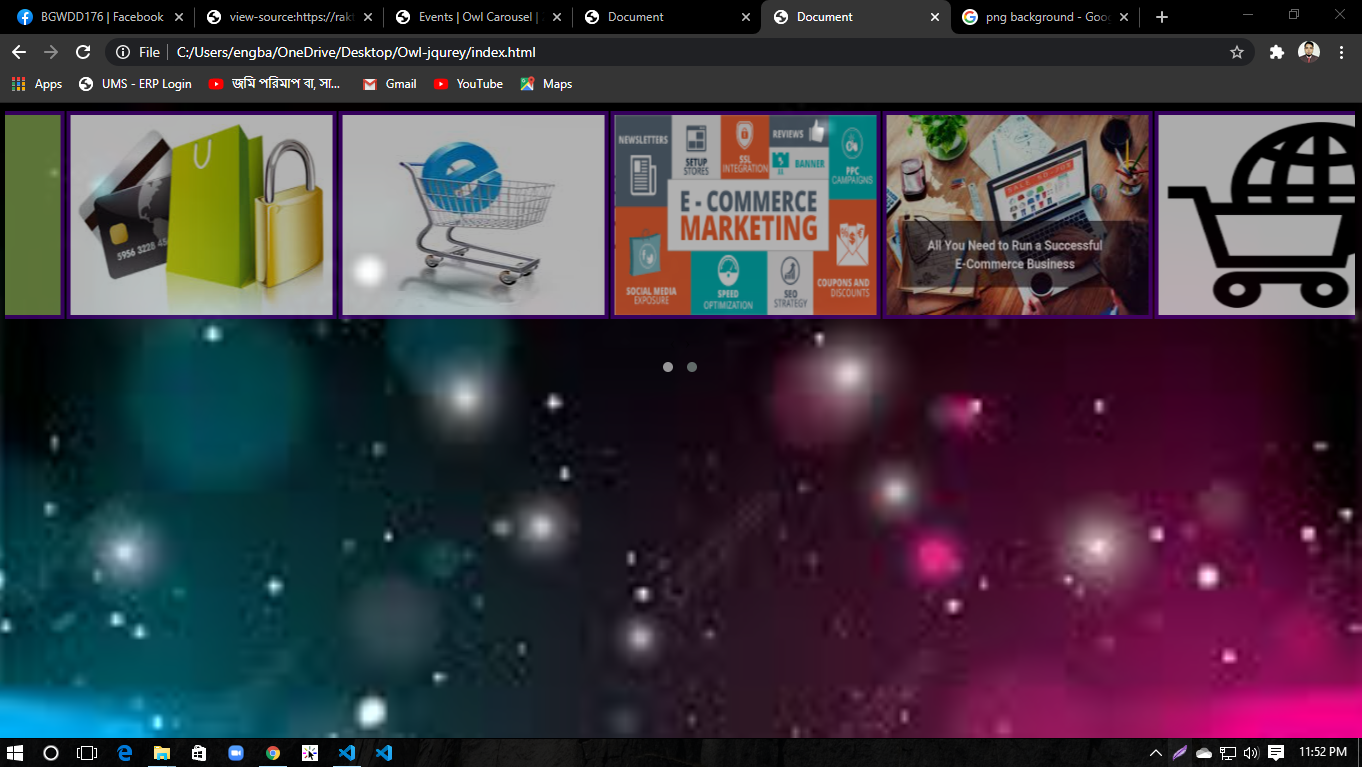 BGWDD176 | Facebook
view-source:https://rakt
Events | Owl Carousel |
Document
Document
png background - Goo
File
C:/Users/engba/OneDrive/Desktop/Owl-jqurey/index.html
Apps
UMS - ERP Login
জমি পরিমাপ বা, সা...
Gmail
YouTube
Maps
5956 3228 45
NEWSLETTERS
SETUP
STORES
SSL
INTEGRATION
REVIEWS
BANNER
PPC
CAMPAIGNS
E - COMMERCE
MARKETING
SOCIAL MEDIA
EXPOSURE
SPEED
OPTIMIZATION
SEO
STRATEGY
COUPONS AND
DISCOUNTS
All You Need to Run a Successful
E-Commerce Business
11:52 PM